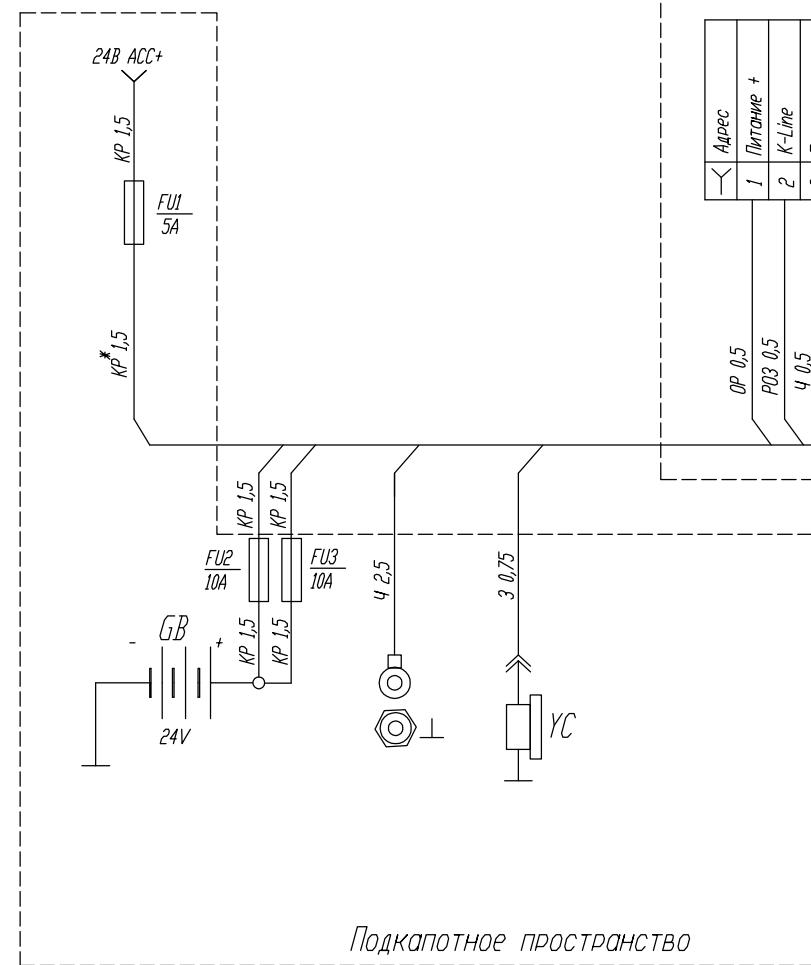 24В АСС+
КР 1,5
FU1
5А
*
КР 1,5
Адрес
1 Питание +
2 K-Line
ОР 0,5
РОЗ 0,5
Ч 0,5
КР 1,5
КР 1,5
FU2
10А
FU3
10А
Ч 2,5
З 0,75
КР 1,5
КР 1,5
GB
- +
24V
YC
Подкапотное пространство